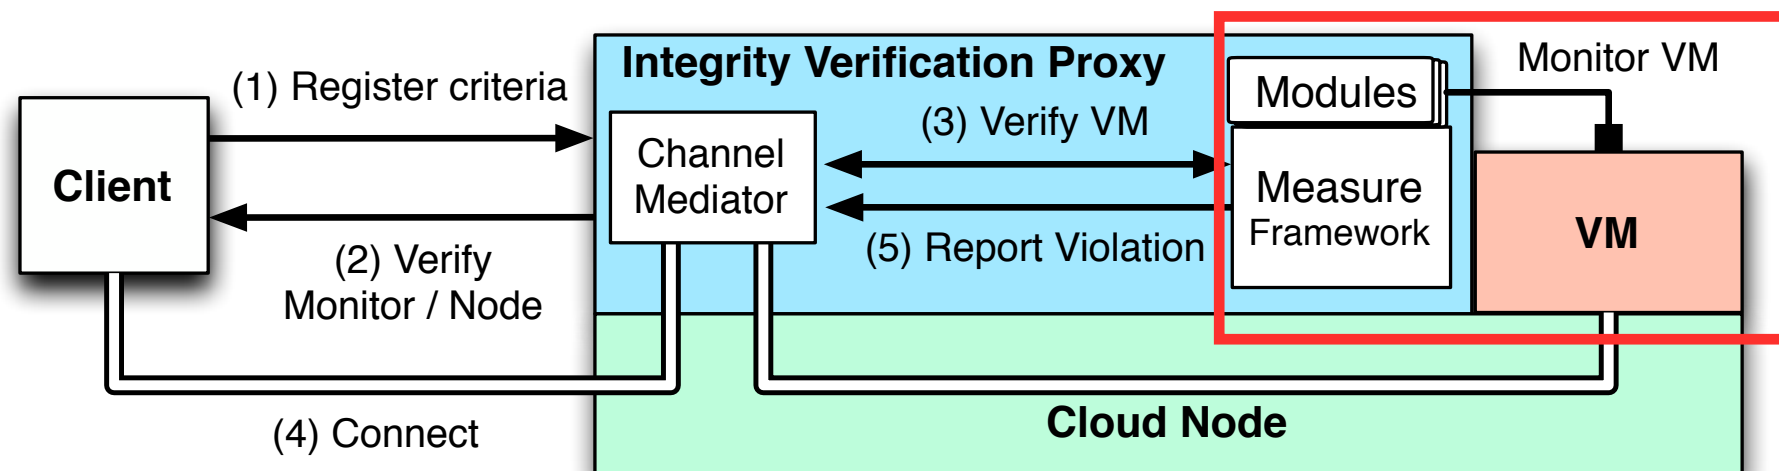 Integrity Verification Proxy
Monitor VM
(1) Register criteria
Modules
(3) Verify VM
Channel
Mediator
Client
Measure
Framework
VM
(5) Report Violation
(2) Verify
Monitor / Node
Cloud Node
(4) Connect